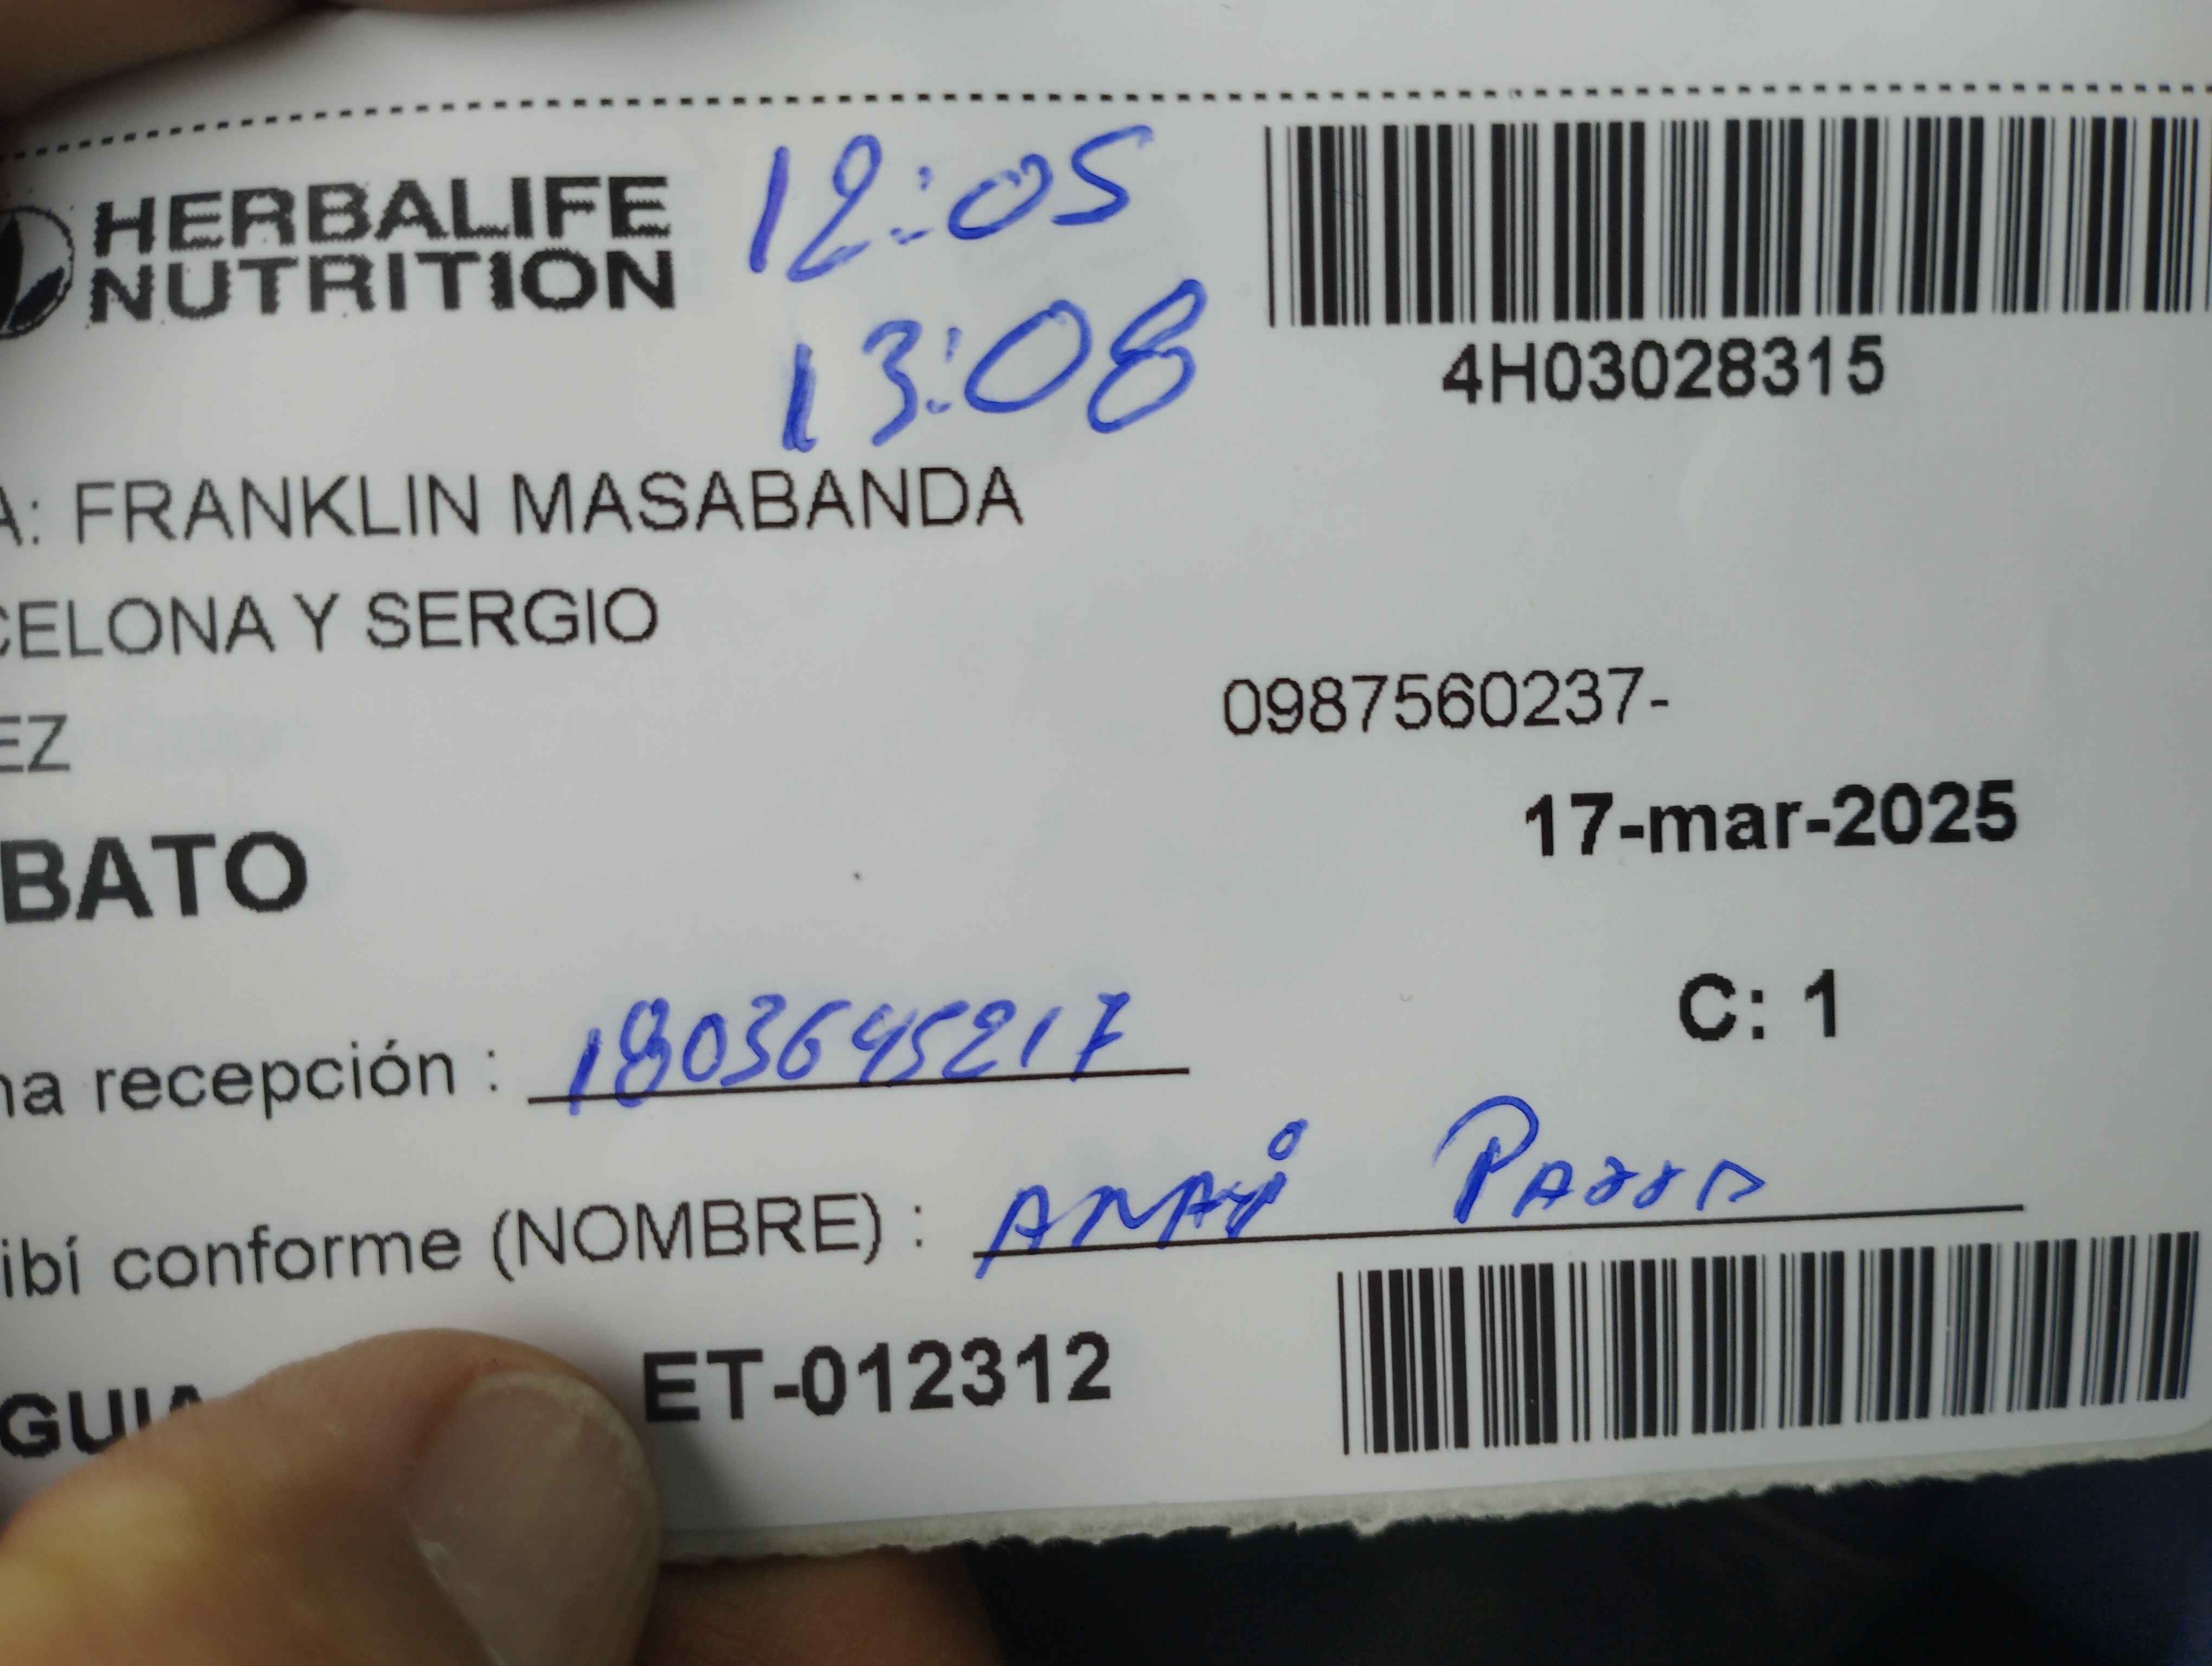 HERBALIFE
NUTRITION
12:05
13:08
4H03028315
A: FRANKLIN MASABANDA
CELONA Y SERGIO
EZ
0987560237-
17-mar-2025
BATO
C: 1
na recepción : 1803645217
ibí conforme (NOMBRE) :
GUIA ET-012312